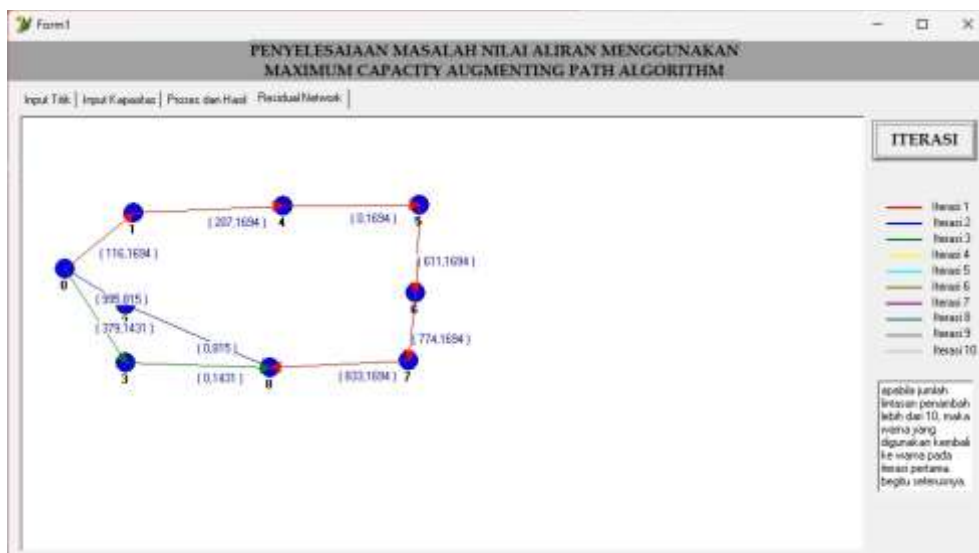 Form1
PENYELESAIAAN MASALAH NILAI ALIRAN MENGGUNAKAN
MAXIMUM CAPACITY AUGMENTING PATH ALGORITHM
Input Titik | Input Kapasitas | Proses dan Hasil | Residual Network
ITERASI
1
( 207,1694 )
4
( 0,1694 )
5
( 116,1694 )
( 611,1694 )
0
( 995,815 )
6
( 379,1431 )
( 0,815 )
( 774,1694 )
3
( 0,1431 )
8
( 833,1694 )
7
Iterasi 1
Iterasi 2
Iterasi 3
Iterasi 4
Iterasi 5
Iterasi 6
Iterasi 7
Iterasi 8
Iterasi 9
Iterasi 10
apabila jumlah
lintasan penambah
lebih dari 10, maka
warna yang
digunakan kembali
ke warna pada
iterasi pertama
begitu seterusnya.